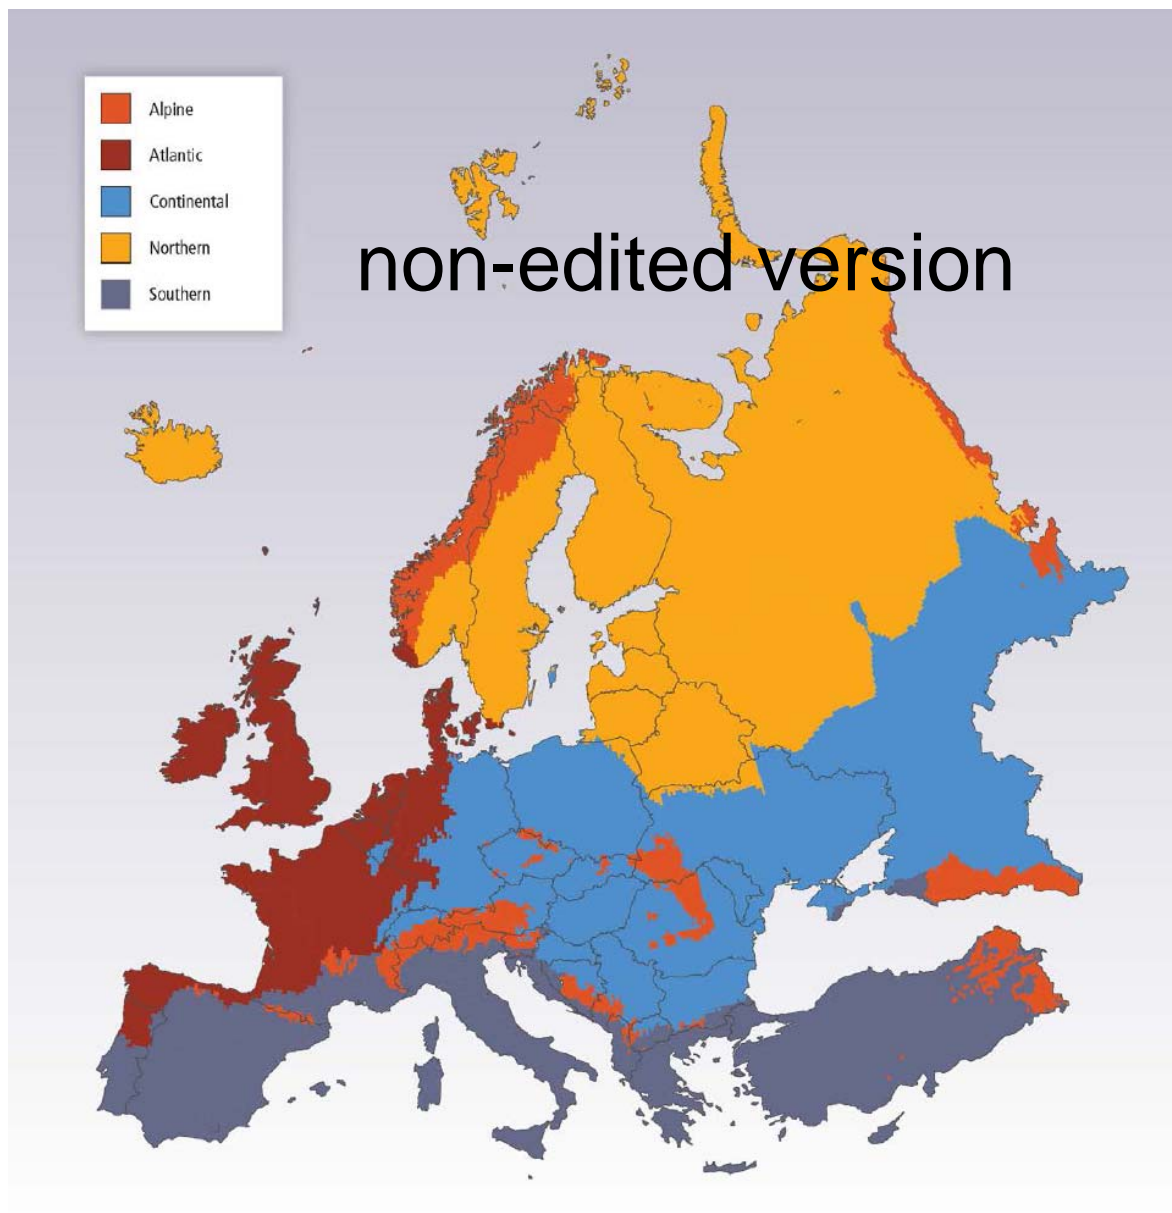 Alpine
Atlantic
Continental
Northern
Southern
non-edited version